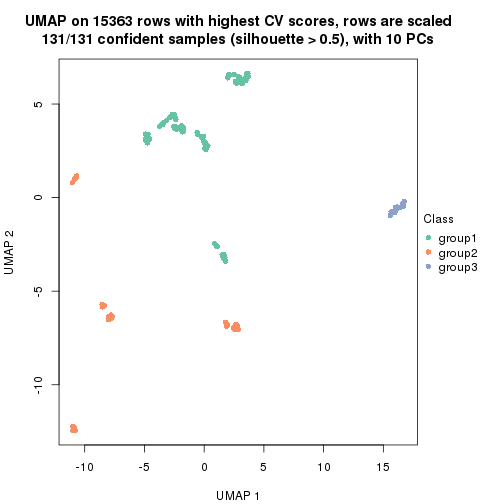 UMAP on 15363 rows with highest CV scores, rows are scaled
131/131 confident samples (silhouette > 0.5), with 10 PCs
5
0
-5
-10
UMAP 2
-10 -5 0 5 10 15
UMAP 1
Class
group1
group2
group3